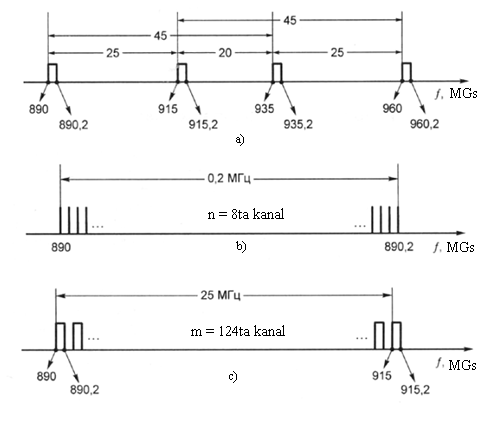 45
45
25 20 25
890 915 935 960 f, MGs
890,2 915,2 935,2 960,2
a)
0,2 МГц
n = 8ta kanal
... ...
890 890,2 f, MGs
b)
25 МГц
m = 124ta kanal
... ...
890 915 f, MGs
890,2 915,2
c)